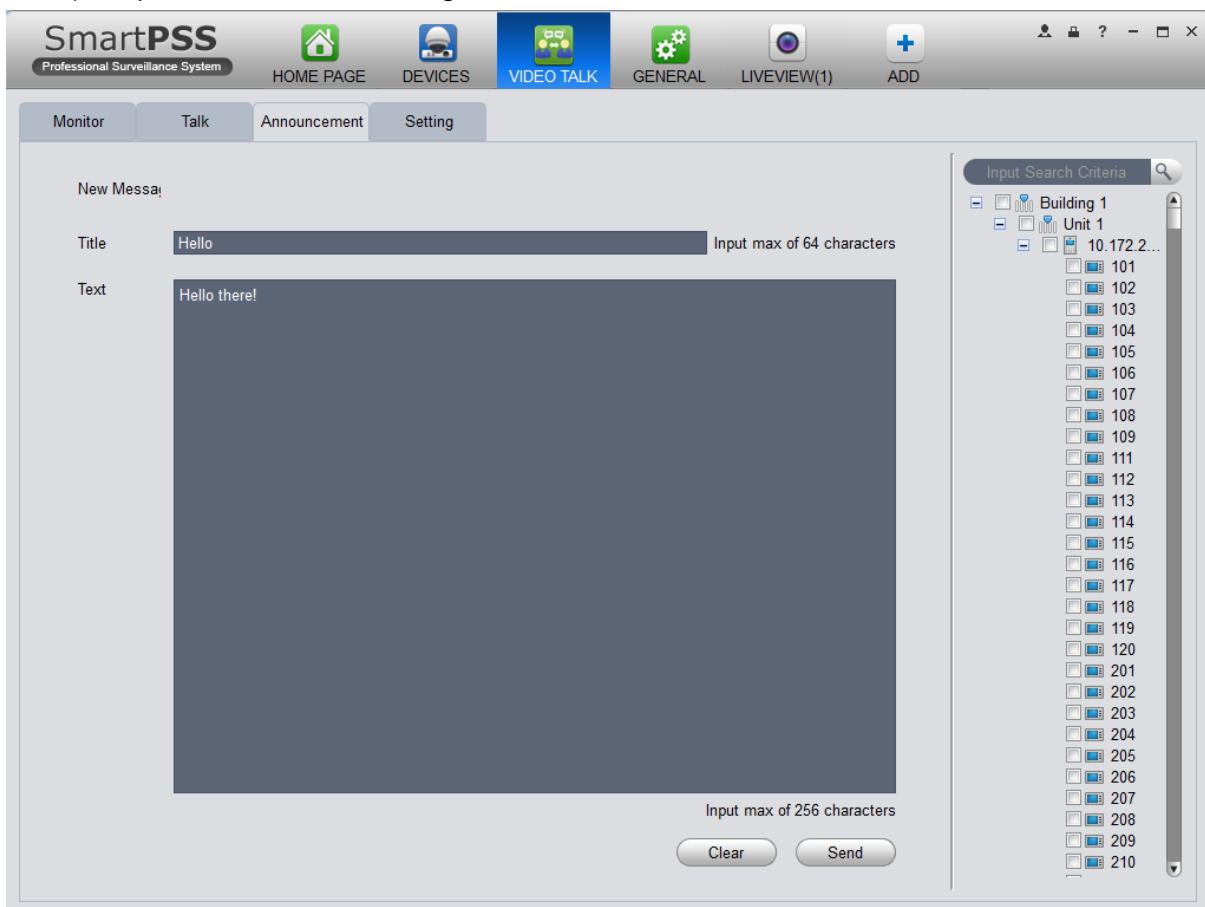 SmartPSS
Professional Surveillance System
HOME PAGE
DEVICES
VIDEO TALK
GENERAL
LIVEVIEW(1)
ADD
?
Monitor
Talk
Announcement
Setting
New Messag
Title
Hello
Input max of 64 characters
Text
Hello there!
Input max of 256 characters
Clear
Send
Input Search Criteria
Building 1
Unit 1
10.172.2...
101
102
103
104
105
106
107
108
109
111
112
113
114
115
116
117
118
119
120
201
202
203
204
205
206
207
208
209
210